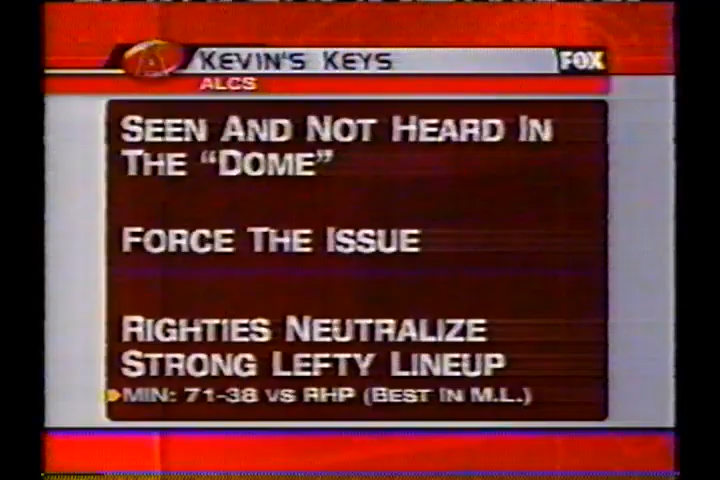 KEVIN'S KEYS
FOX
ALCS
SEEN AND NOT HEARD IN
THE “DOME”
FORCE THE ISSUE
RIGHTIES NEUTRALIZE
STRONG LEFTY LINEUP
MIN: 71-38 VS RHP (BEST IN M.L.)